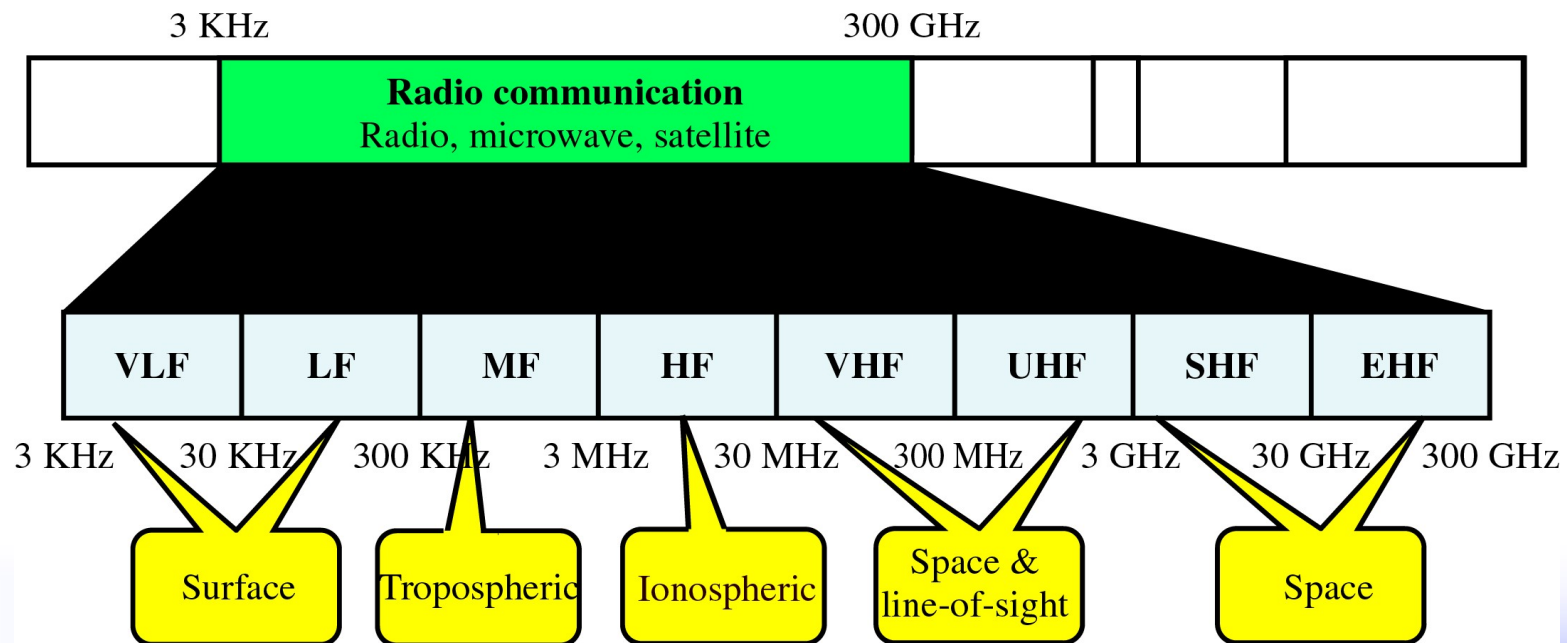 3 KHz 300 GHz
Radio communication
Radio, microwave, satellite
VLF LF MF HF VHF UHF SHF EHF
3 KHz 30 KHz 300 KHz 3 MHz 30 MHz 300 MHz 3 GHz 30 GHz 300 GHz
Surface
Tropospheric
Ionospheric
Space &
line-of-sight
Space